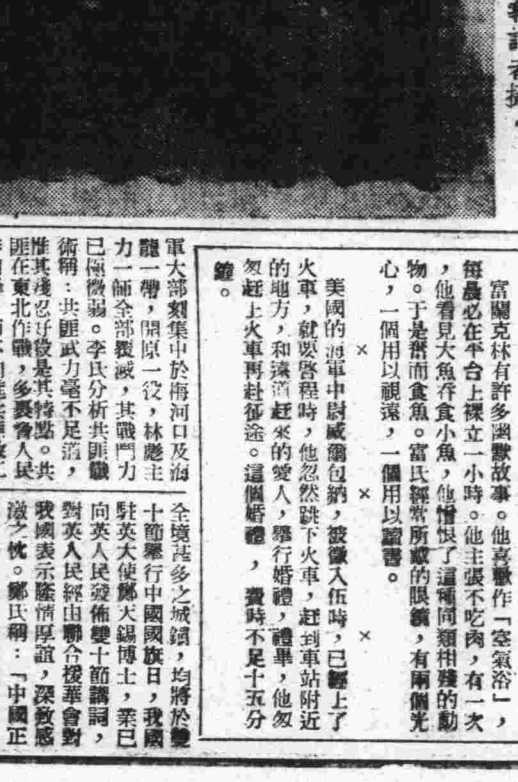 富蘭克林有許多幽默故事。他喜歡作「空氣浴」,
每晨必在平台上裸立一小時。他主張不吃肉,有一次
,他看見大魚吞食小魚,他憎恨了這種同類相殘的動
物。于是奮而食魚。富氏經常所戴的眼鏡,有兩個光
心,一個用以視遠,一個用以讀書。
× × ×
美國的海軍中尉威爾包納,被徵入伍時,已經上了
火車,就要啓程時,他忽然跳下火車,赶到車站附近
的地方,和遠道赶來的愛人,舉行婚禮,禮畢,他匆
匆赶上火車再赴征途。這個婚禮,費時不足十五分
鐘。
軍大部刻集中於梅河口及海
龍一帶,開原一役,林彪主
力一師全部覆滅,其戰鬥力
已極微弱。李氏分析共匪戰
術稱:共匪武力毫不足道,
惟其殘忍奸狡是其特點。共
匪在東北作戰,多裹脅人民
全境甚多之城鎮,均將於雙
十節舉行中國國旗日,我國
駐英大使鄭天錫博士,業已
向英人民發佈雙十節講詞,
對英人民經由聯合援華會對
我國表示隆情厚誼,深致感
激之忱。鄭氏稱:「中國正